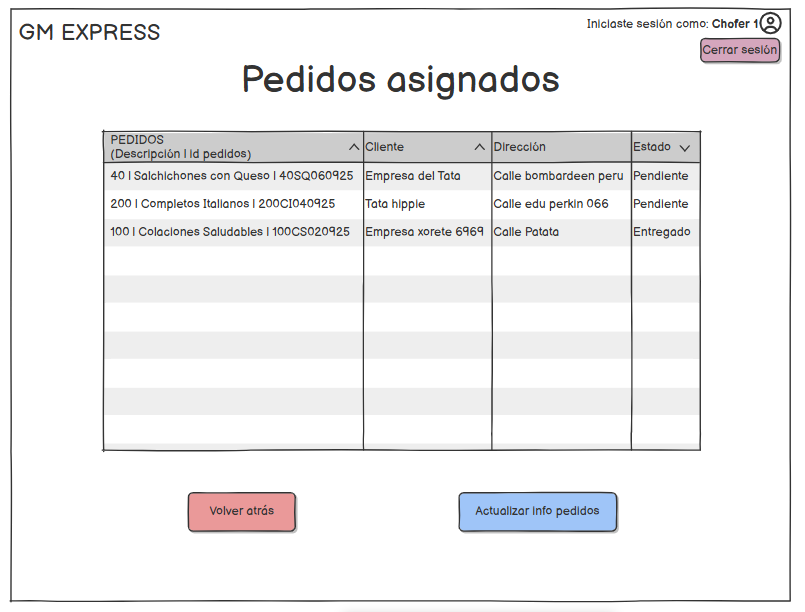 GM EXPRESS
Iniciaste sesión como: Chofer 1
Cerrar sesión
Pedidos asignados
PEDIDOS
(Descripción | id pedidos)
Cliente
Dirección
Estado
40 | Salchichones con Queso | 40SQ060925 Empresa del Tata Calle bombardeen peru Pendiente
200 | Completos Italianos | 200CI040925 Tata hippie Calle edu perkin 066 Pendiente
100 | Colaciones Saludables | 100CS020925 Empresa xorete 6969 Calle Patata Entregado
Volver atrás
Actualizar info pedidos